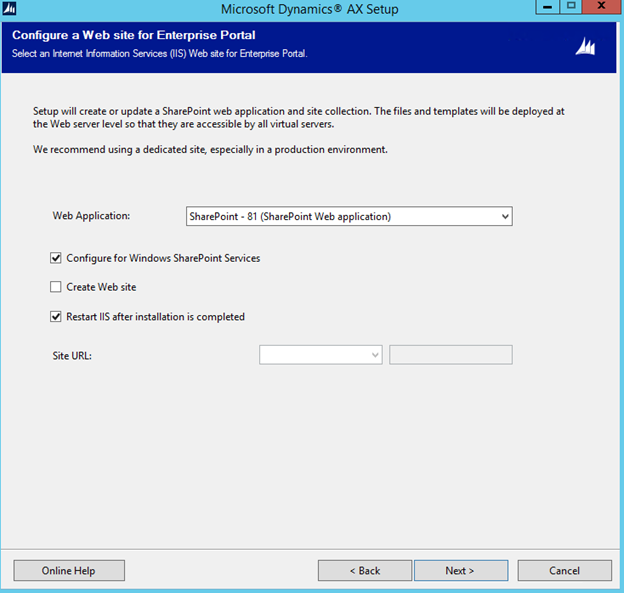 Microsoft Dynamics® AX Setup
Configure a Web site for Enterprise Portal
Select an Internet Information Services (IIS) Web site for Enterprise Portal.
Setup will create or update a SharePoint web application and site collection. The files and templates will be deployed at
the Web server level so that they are accessible by all virtual servers.
We recommend using a dedicated site, especially in a production environment.
Web Application: SharePoint - 81 (SharePoint Web application)
Configure for Windows SharePoint Services
Create Web site
Restart IIS after installation is completed
Site URL:
Online Help < Back Next > Cancel